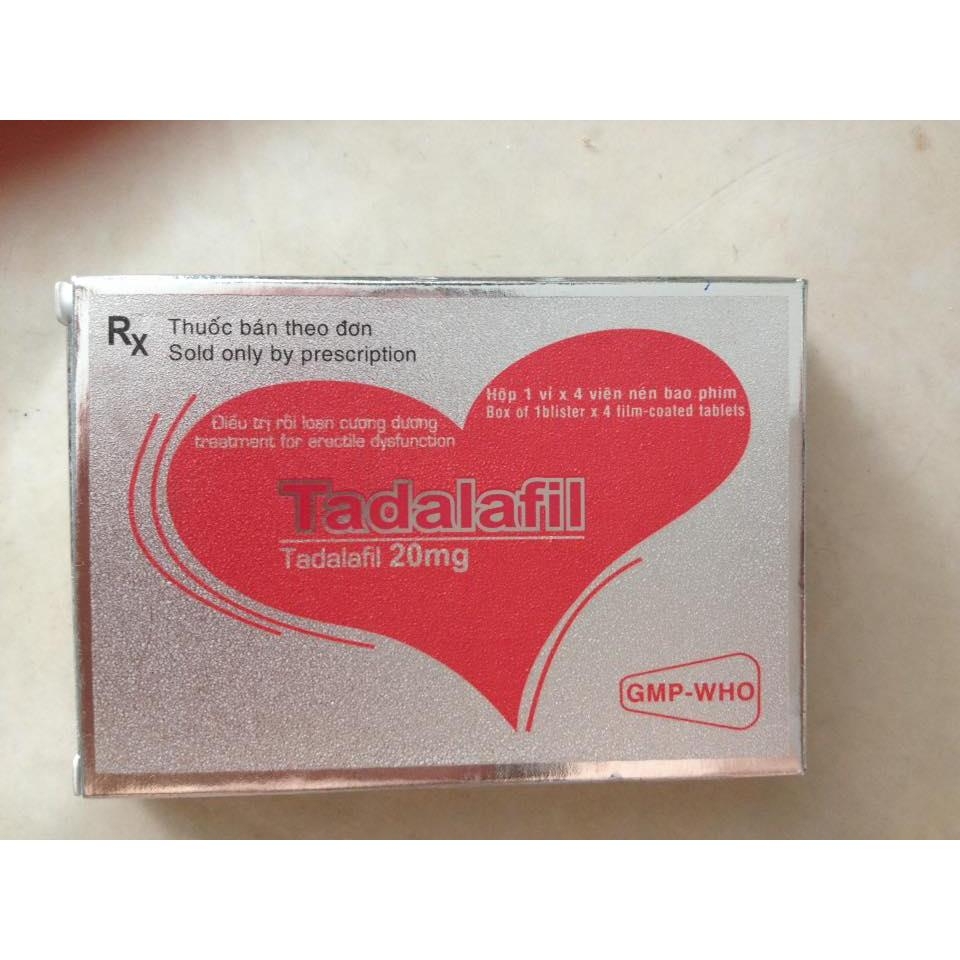 Rx
Thuốc bán theo đơn
Sold only by prescription
Điều trị rối loạn cương dương
treatment for erectile dysfunction
Hộp 1 vỉ x 4 viên nén bao phim
Box of 1blister x 4 film-coated tablets
Tadalafil
Tadalafil 20mg
GMP-WHO